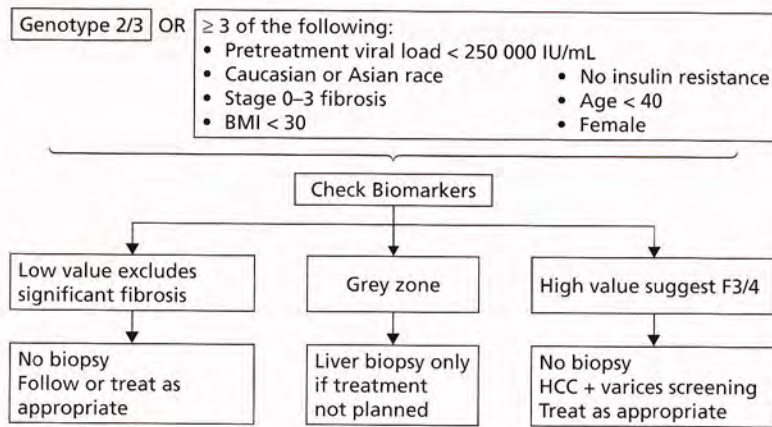 Genotype 2/3 OR ≥ 3 of the following:
• Pretreatment viral load < 250 000 IU/mL
• Caucasian or Asian race
• Stage 0–3 fibrosis
• BMI < 30
• No insulin resistance
• Age < 40
• Female
Check Biomarkers
Low value excludes
significant fibrosis
Grey zone
High value suggest F3/4
No biopsy
Follow or treat as
appropriate
Liver biopsy only
if treatment
not planned
No biopsy
HCC + varices screening
Treat as appropriate